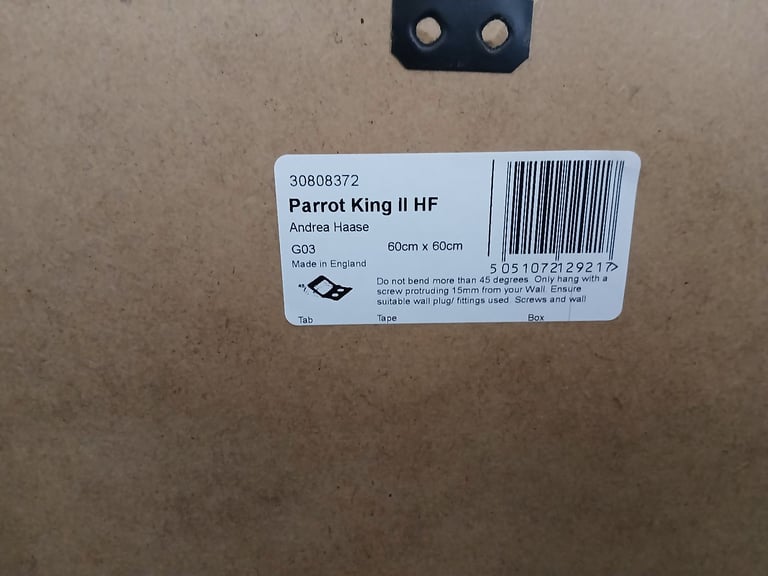 30808372
Parrot King II HF
Andrea Haase
G03 60cm x 60cm
Made in England
5 051072129217>
Do not bend more than 45 degrees Only hang with a
screw protruding 15mm from your Wall. Ensure
suitable wall plug/ fittings used Screws and wall
Tab Tape Box